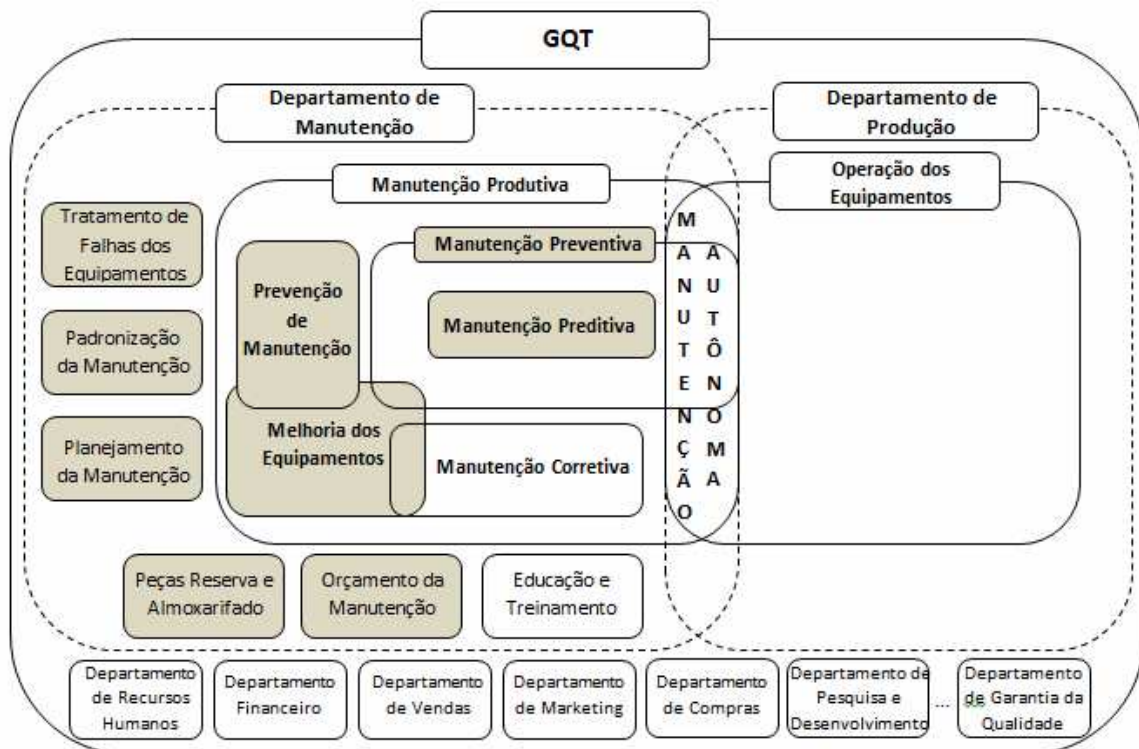 GQT
Departamento de
Manutenção
Departamento de
Produção
Manutenção Produtiva
Operação dos
Equipamentos
Tratamento de
Falhas dos
Equipamentos
Manutenção Preventiva
MANUTENÇÃO
AUTÔNOMA
Prevenção
de
Manutenção
Manutenção Preditiva
Padronização
da Manutenção
Melhoria dos
Equipamentos
Manutenção Corretiva
Planejamento
da Manutenção
Peças Reserva e
Almoxarifado
Orçamento da
Manutenção
Educação e
Treinamento
Departamento
de Recursos
Humanos
Departamento
Financeiro
Departamento
de Vendas
Departamento
de Marketing
Departamento
de Compras
Departamento de
Pesquisa e
Desenvolvimento
...
Departamento
de Garantia da
Qualidade